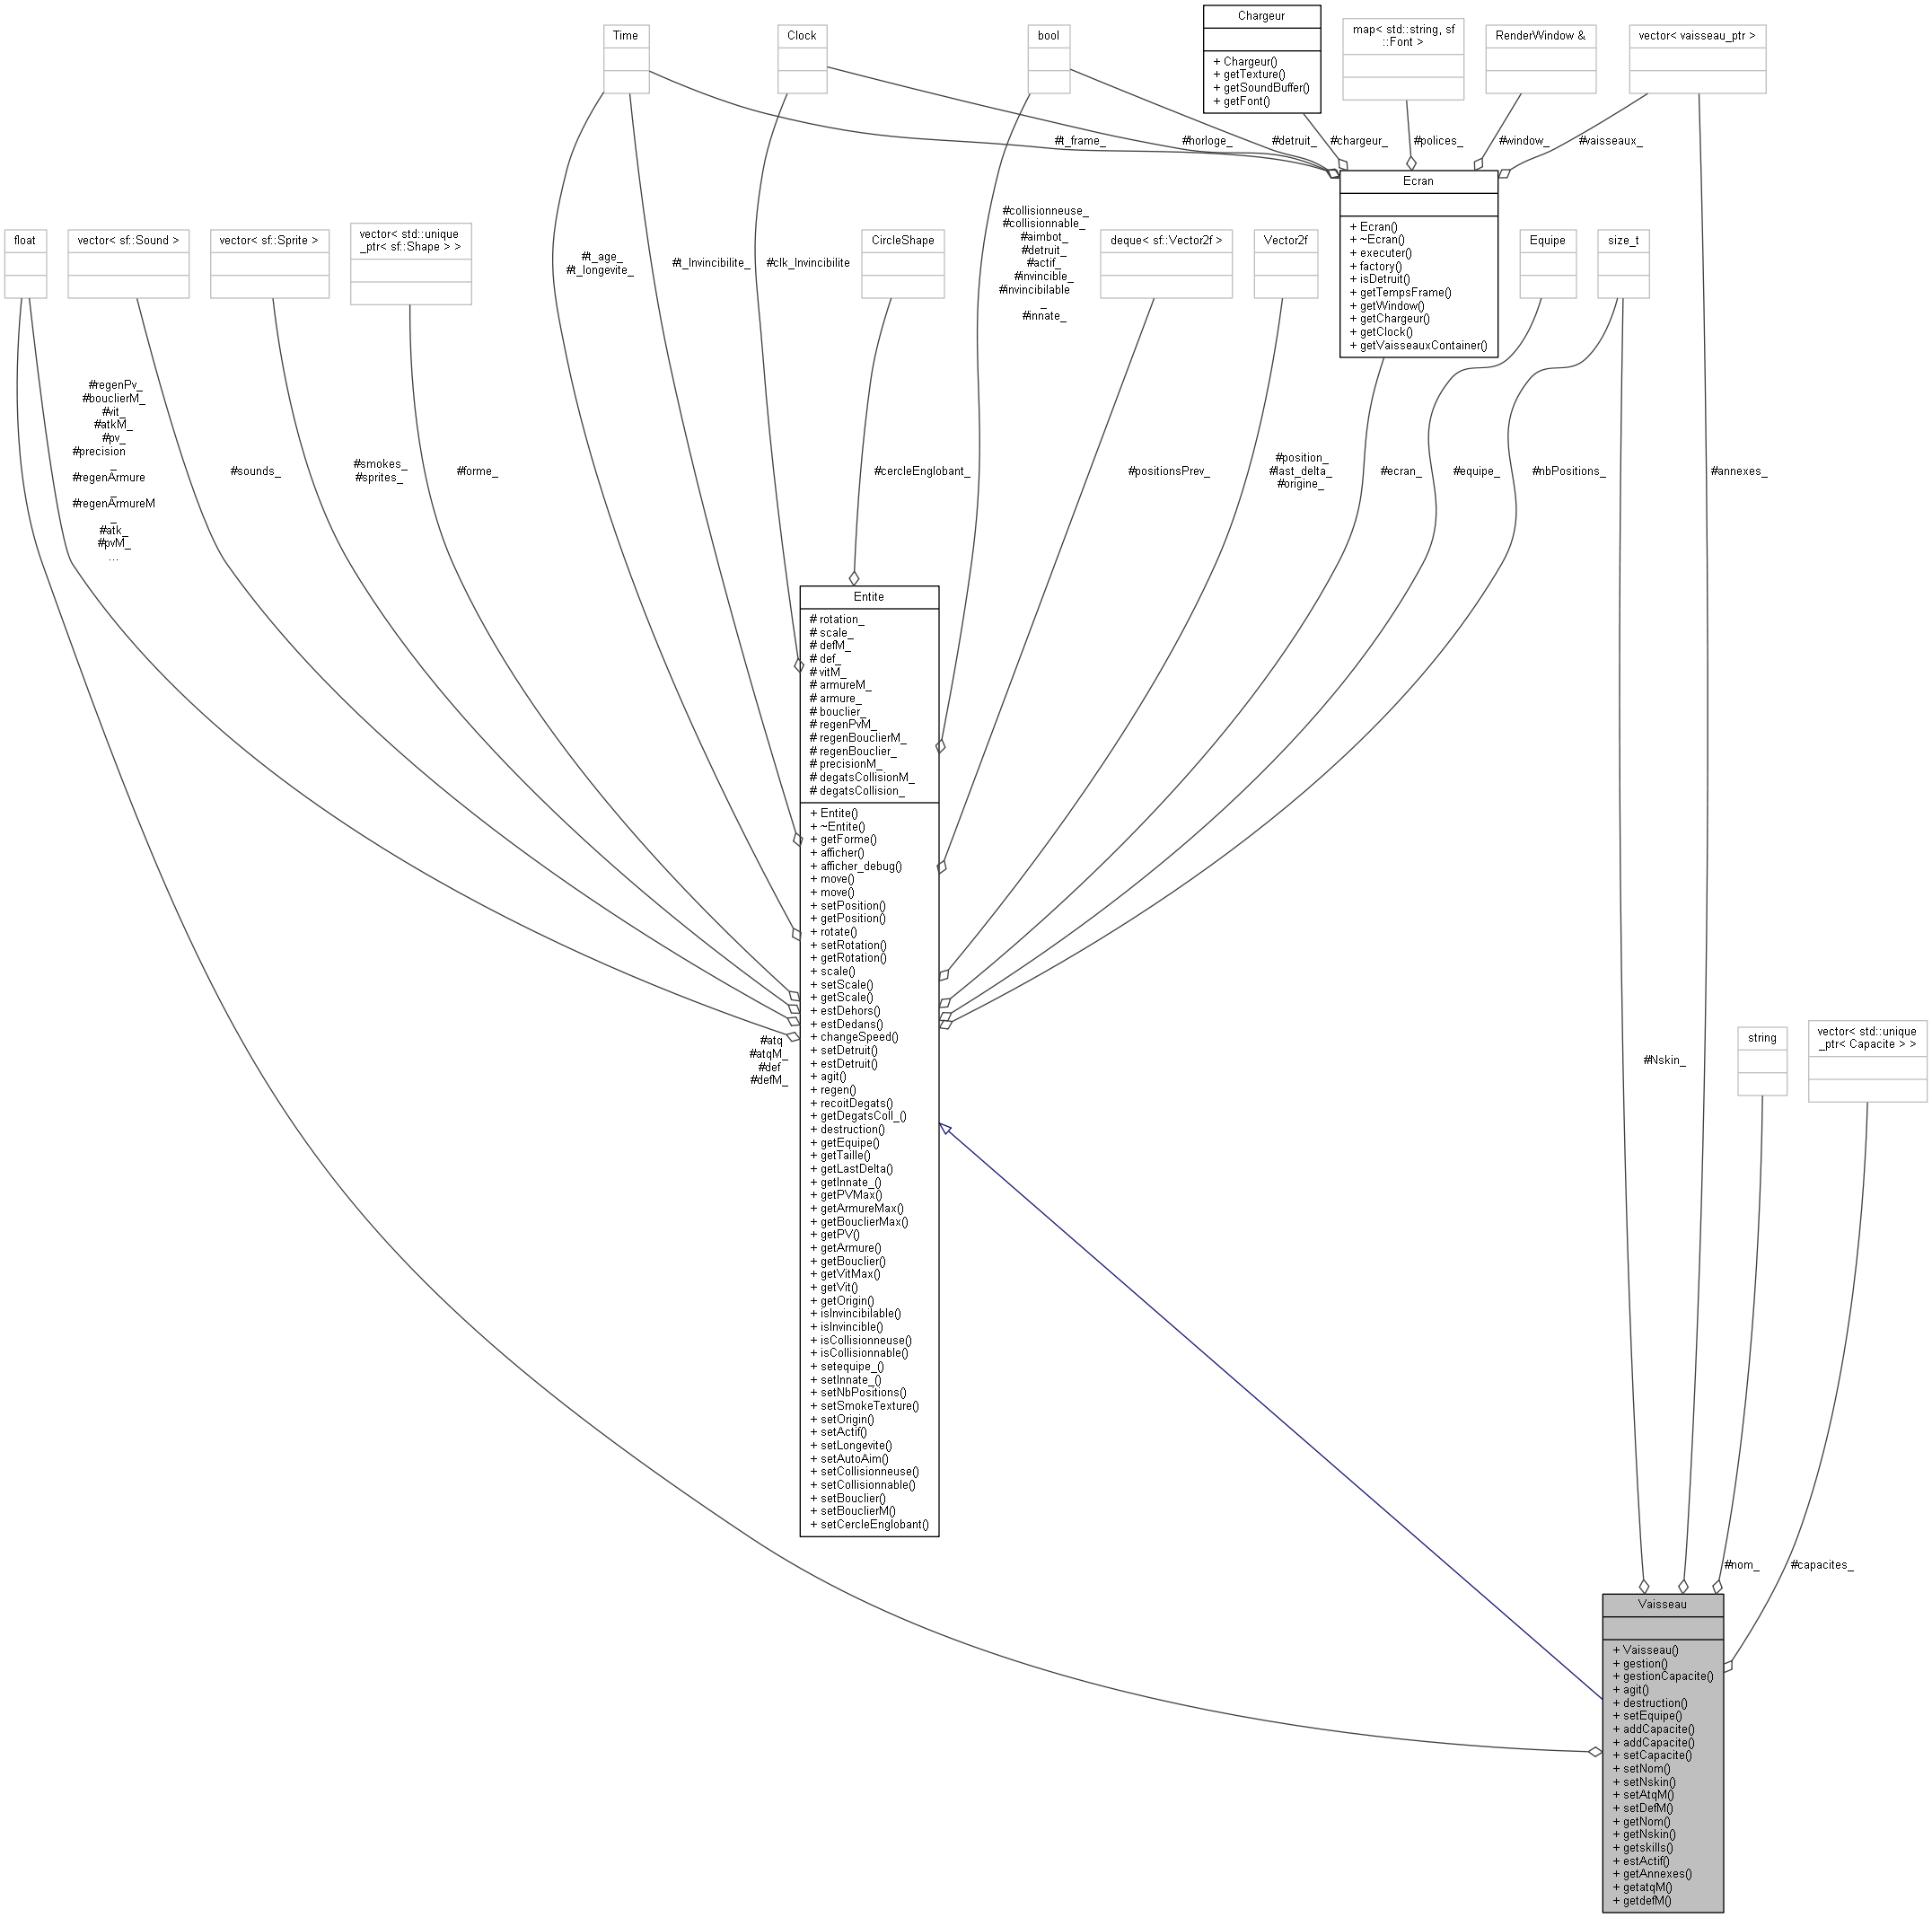 Chargeur
+ Chargeur()
+ getTexture()
+ getSoundBuffer()
+ getFont()
Time
Clock
bool
map< std::string, sf
::Font >
RenderWindow &
vector< vaisseau_ptr >
#t_frame_
#horloge_
#detruit_
#chargeur_
#polices_
#window_
#vaisseaux_
Ecran
+ Ecran()
+ ~Ecran()
+ executer()
+ factory()
+ isDetruit()
+ getTempsFrame()
+ getWindow()
+ getChargeur()
+ getClock()
+ getVaisseauxContainer()
float
vector< sf::Sound >
vector< sf::Sprite >
vector< std::unique
_ptr< sf::Shape > >
#t_age_
#t_longevite_
#t_Invincibilite_
#clk_Invincibilite
CircleShape
#collisionneuse_
#collisionnable_
#aimbot_
#detruit_
#actif_
#invincible_
#invincibilable
_
#innate_
deque< sf::Vector2f >
Vector2f
Equipe
size_t
#regenPv_
#bouclierM_
#vit_
#atkM_
#pv_
#precision
_
#regenArmure
_
#regenArmureM
_
#atk_
#pvM_
...
#sounds_
#smokes_
#sprites_
#forme_
#cercleEnglobant_
#positionsPrev_
#position_
#last_delta_
#origine_
#ecran_
#equipe_
#nbPositions_
#annexes_
Entite
# rotation_
# scale_
# defM_
# def_
# vitM_
# armureM_
# armure_
# bouclier_
# regenPvM_
# regenBouclierM_
# regenBouclier_
# precisionM_
# degatsCollisionM_
# degatsCollision_
+ Entite()
+ ~Entite()
+ getForme()
+ afficher()
+ afficher_debug()
+ move()
+ move()
+ setPosition()
+ getPosition()
+ rotate()
+ setRotation()
+ getRotation()
+ scale()
+ setScale()
+ getScale()
+ estDehors()
+ estDedans()
+ changeSpeed()
+ setDetruit()
+ estDetruit()
+ agit()
+ regen()
+ recoitDegats()
+ getDegatsColl_()
+ destruction()
+ getEquipe()
+ getTaille()
+ getLastDelta()
+ getInnate_()
+ getPVMax()
+ getArmureMax()
+ getBouclierMax()
+ getPV()
+ getArmure()
+ getBouclier()
+ getVitMax()
+ getVit()
+ getOrigin()
+ isInvincibilable()
+ isInvincible()
+ isCollisionneuse()
+ isCollisionnable()
+ setequipe_()
+ setInnate_()
+ setNbPositions()
+ setSmokeTexture()
+ setOrigin()
+ setActif()
+ setLongevite()
+ setAutoAim()
+ setCollisionneuse()
+ setCollisionnable()
+ setBouclier()
+ setBouclierM()
+ setCercleEnglobant()
#atq
#atqM_
#def
#defM_
#Nskin_
string
vector< std::unique
_ptr< Capacite > >
#nom_
#capacites_
Vaisseau
+ Vaisseau()
+ gestion()
+ gestionCapacite()
+ agit()
+ destruction()
+ setEquipe()
+ addCapacite()
+ addCapacite()
+ setCapacite()
+ setNom()
+ setNskin()
+ setAtqM()
+ setDefM()
+ getNom()
+ getNskin()
+ getskills()
+ estActif()
+ getAnnexes()
+ getatqM()
+ getdefM()